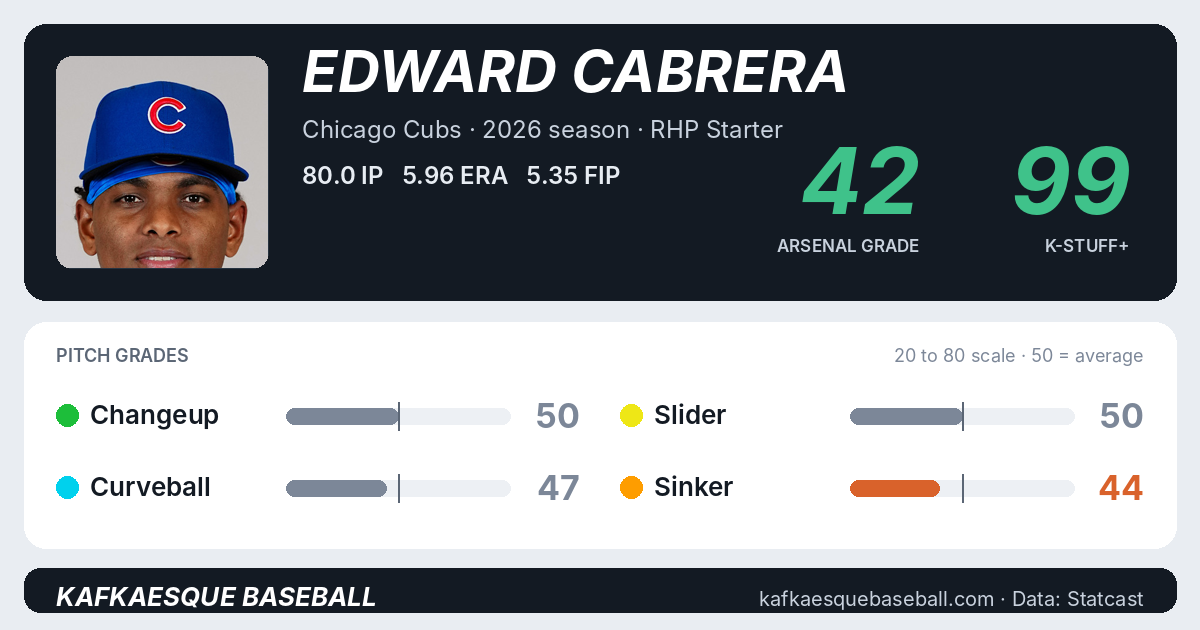 EDWARD CABRERA
Chicago Cubs · 2026 season · RHP Starter
80.0 IP 5.96 ERA 5.35 FIP
42 99
ARSENAL GRADE K-STUFF+
C
PITCH GRADES 20 to 80 scale · 50 = average
Changeup 50 Slider 50
Curveball 47 Sinker 44
KAFKAESQUE BASEBALL kafkaesquebaseball.com · Data: Statcast